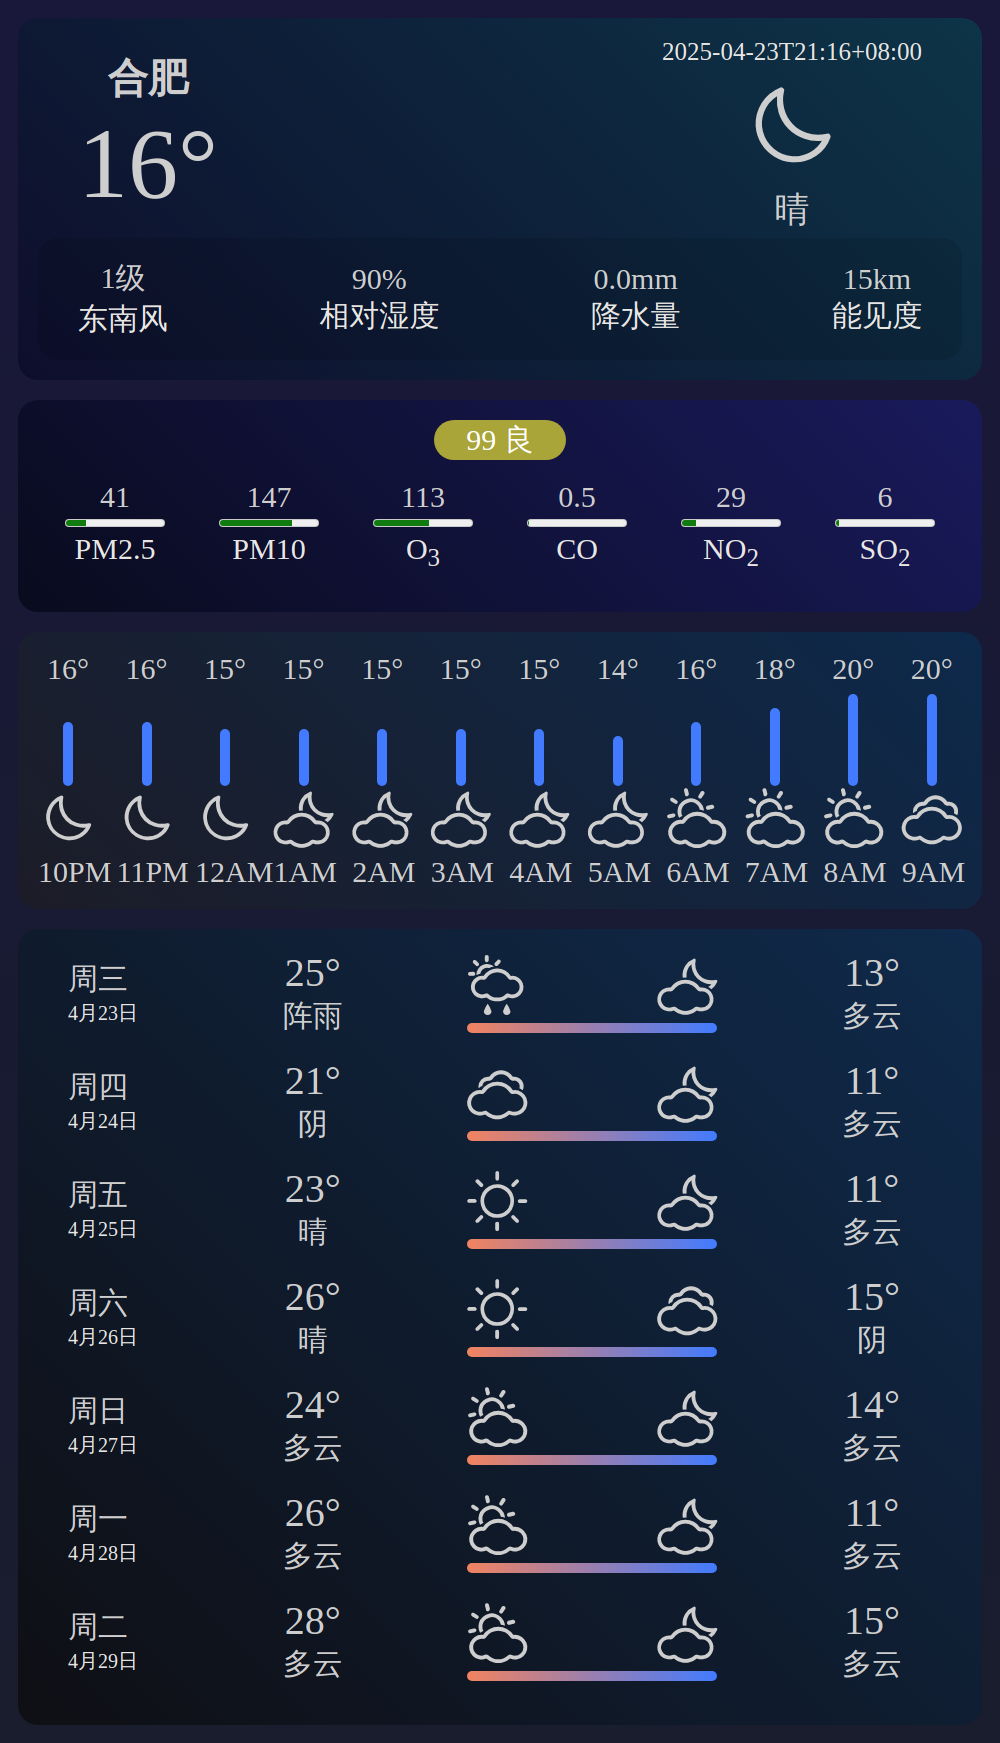 合肥
16°
2025-04-23T21:16+08:00
晴
1级 90% 0.0mm 15km
东南风 相对湿度 降水量 能见度
99 良
41 147 113 0.5 29 6
PM2.5 PM10 O3 CO NO2 SO2
16° 16° 15° 15° 15° 15° 15° 14° 16° 18° 20° 20°
10PM 11PM 12AM 1AM 2AM 3AM 4AM 5AM 6AM 7AM 8AM 9AM
周三 25° 13°
4月23日 阵雨 多云
周四 21° 11°
4月24日 阴 多云
周五 23° 11°
4月25日 晴 多云
周六 26° 15°
4月26日 晴 阴
周日 24° 14°
4月27日 多云 多云
周一 26° 11°
4月28日 多云 多云
周二 28° 15°
4月29日 多云 多云